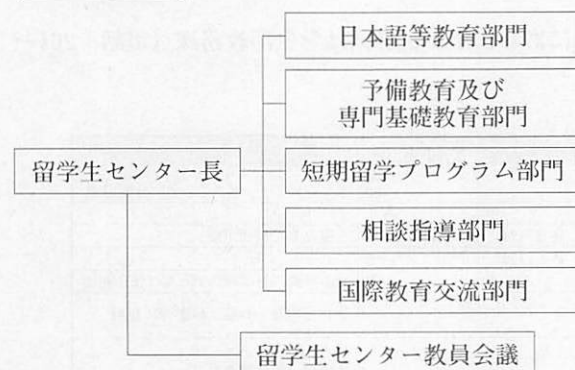 日本語等教育部門
予備教育及び
専門基礎教育部門
留学生センター長
短期留学プログラム部門
相談指導部門
国際教育交流部門
留学生センター教員会議